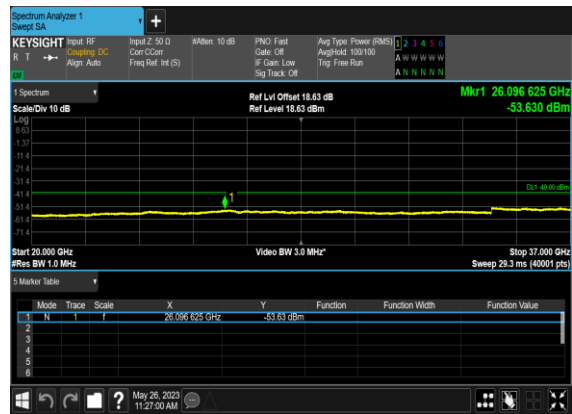 Spectrum Analyzer 1
Swept SA
+
KEYSIGHT Input: RF Input Z: 50 Ω #Atten: 10 dB PNO: Fast Avg Type: Power (RMS) 1 2 3 4 5 6
R T Coupling: DC Corr CCorr Gate: Off Avg|Hold: 100/100 A W W W W W
Align: Auto Freq Ref: Int (S) IF Gain: Low Trig: Free Run
LXI Sig Track: Off A N N N N N
1 Spectrum Ref Lvl Offset 18.63 dB Mkr1 26.096 625 GHz
Scale/Div 10 dB Ref Level 18.63 dBm -53.630 dBm
Log
8.63
-1.37
-11.4
-21.4
-31.4
-41.4 DL1 -40.00 dBm
1
-51.4
-61.4
-71.4
Start 20.000 GHz Video BW 3.0 MHz* Stop 37.000 GHz
#Res BW 1.0 MHz Sweep 29.3 ms (40001 pts)
5 Marker Table
Mode Trace Scale X Y Function Function Width Function Value
1 N 1 f 26.096 625 GHz -53.63 dBm
2
3
4
5
6
? May 26, 2023
11:27:00 AM